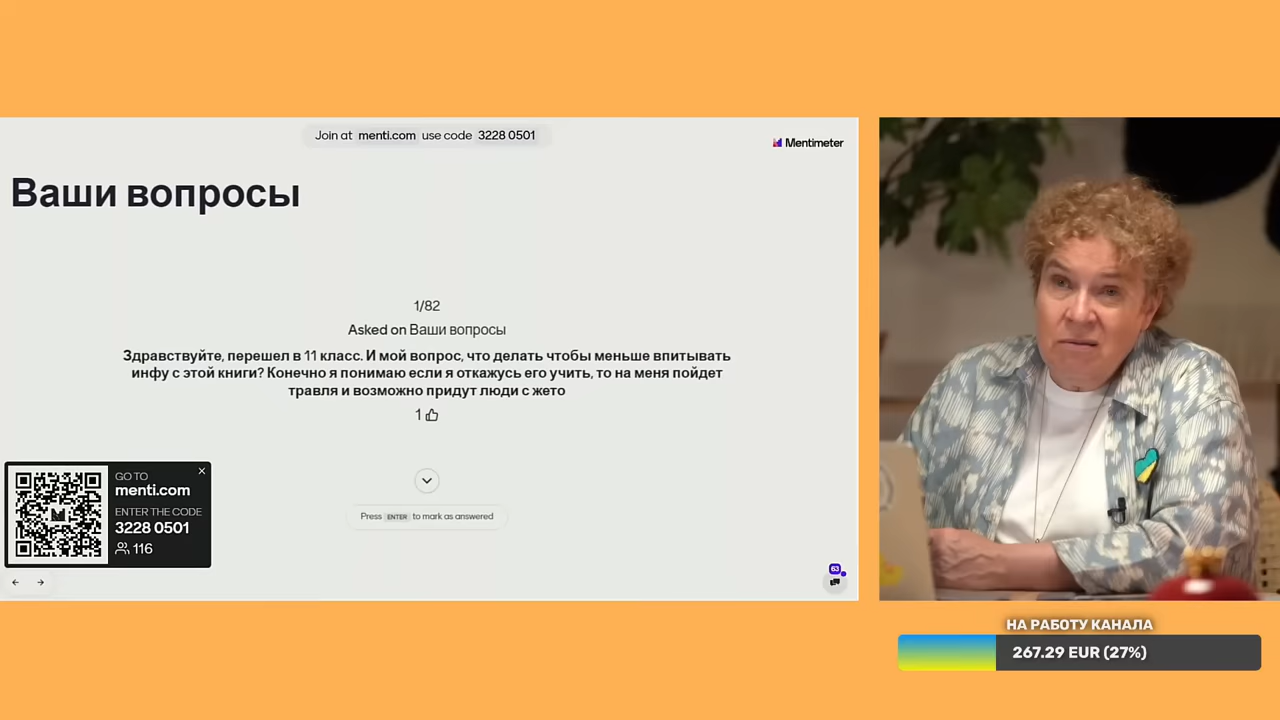 Join at menti.com use code 3228 0501
Mentimeter
Ваши вопросы
1/82
Asked on Ваши вопросы
Здравствуйте, перешел в 11 класс. И мой вопрос, что делать чтобы меньше впитывать
инфу с этой книги? Конечно я понимаю если я откажусь его учить, то на меня пойдет
травля и возможно придут люди с жето
1
Press ENTER to mark as answered
GO TO
menti.com
ENTER THE CODE
3228 0501
116
63
НА РАБОТУ КАНАЛА
267.29 EUR (27%)